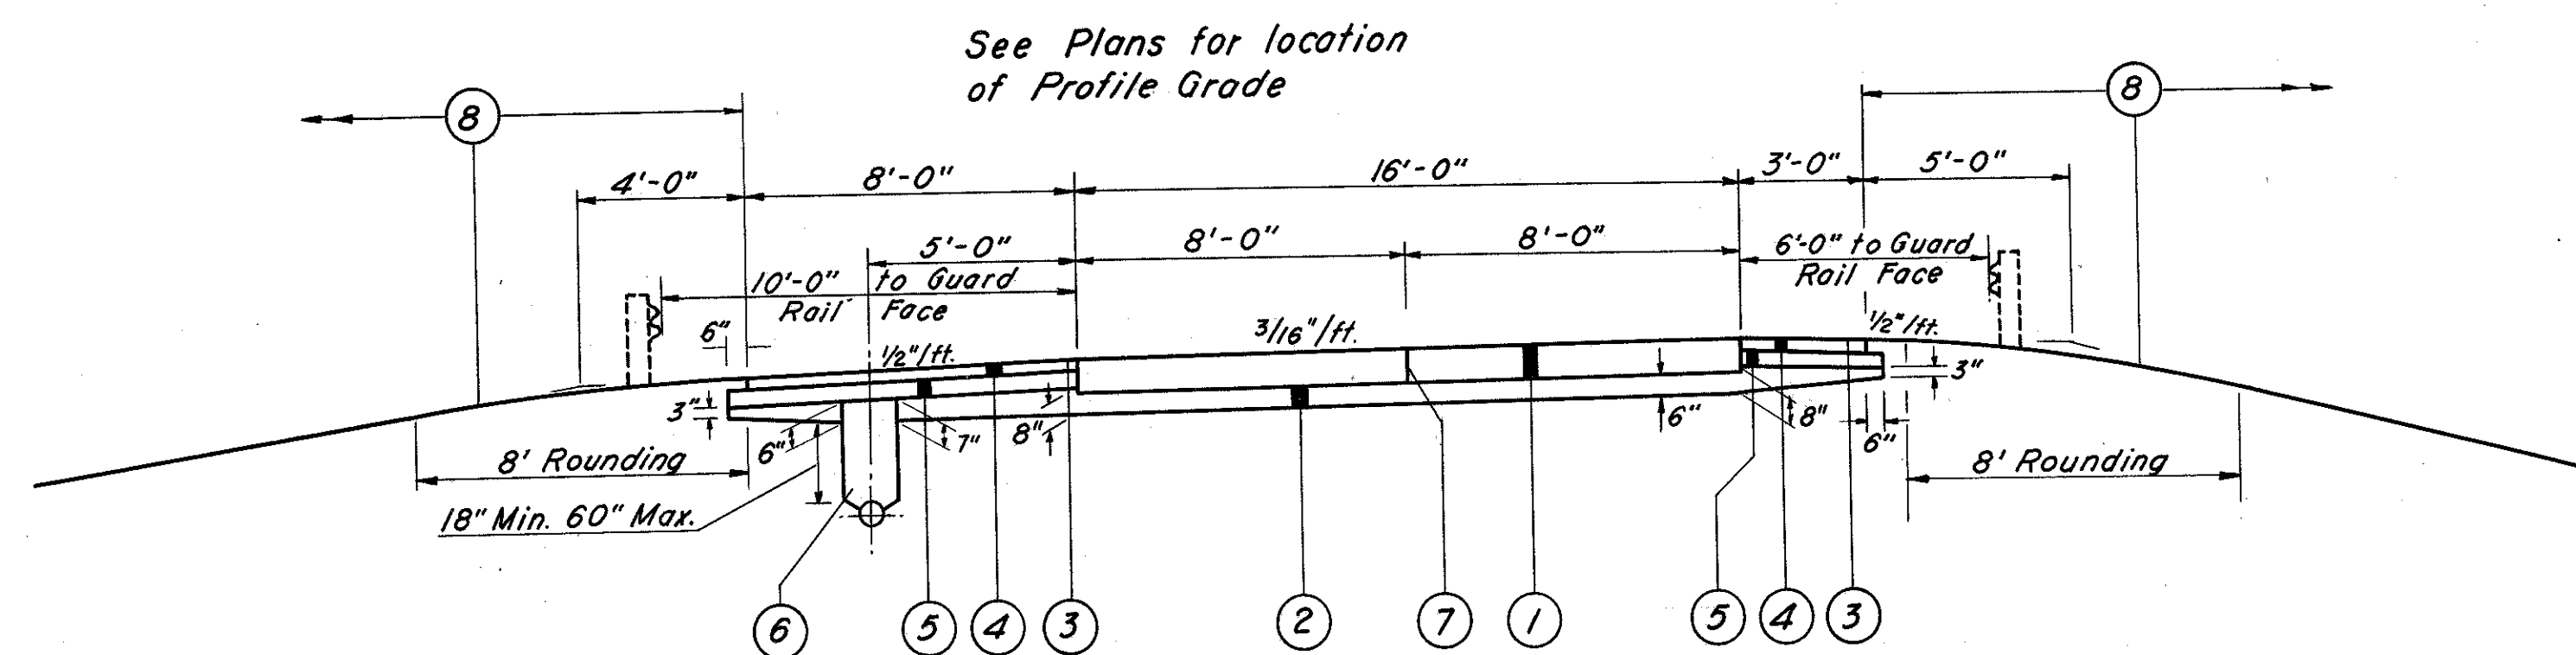 See Plans for location
of Profile Grade
8
8
4'-0"
8'-0"
16'-0"
3'-0"
5'-0"
5'-0"
8'-0"
8'-0"
6'-0" to Guard
Rail Face
10'-0" to Guard
Rail Face
6"
1/2"/ft.
3/16"/ft.
1/2"/ft.
3"
3"
6"
7"
8"
6"
8"
6"
8' Rounding
8' Rounding
18" Min. 60" Max.
6
5
4
3
2
7
1
5
4
3